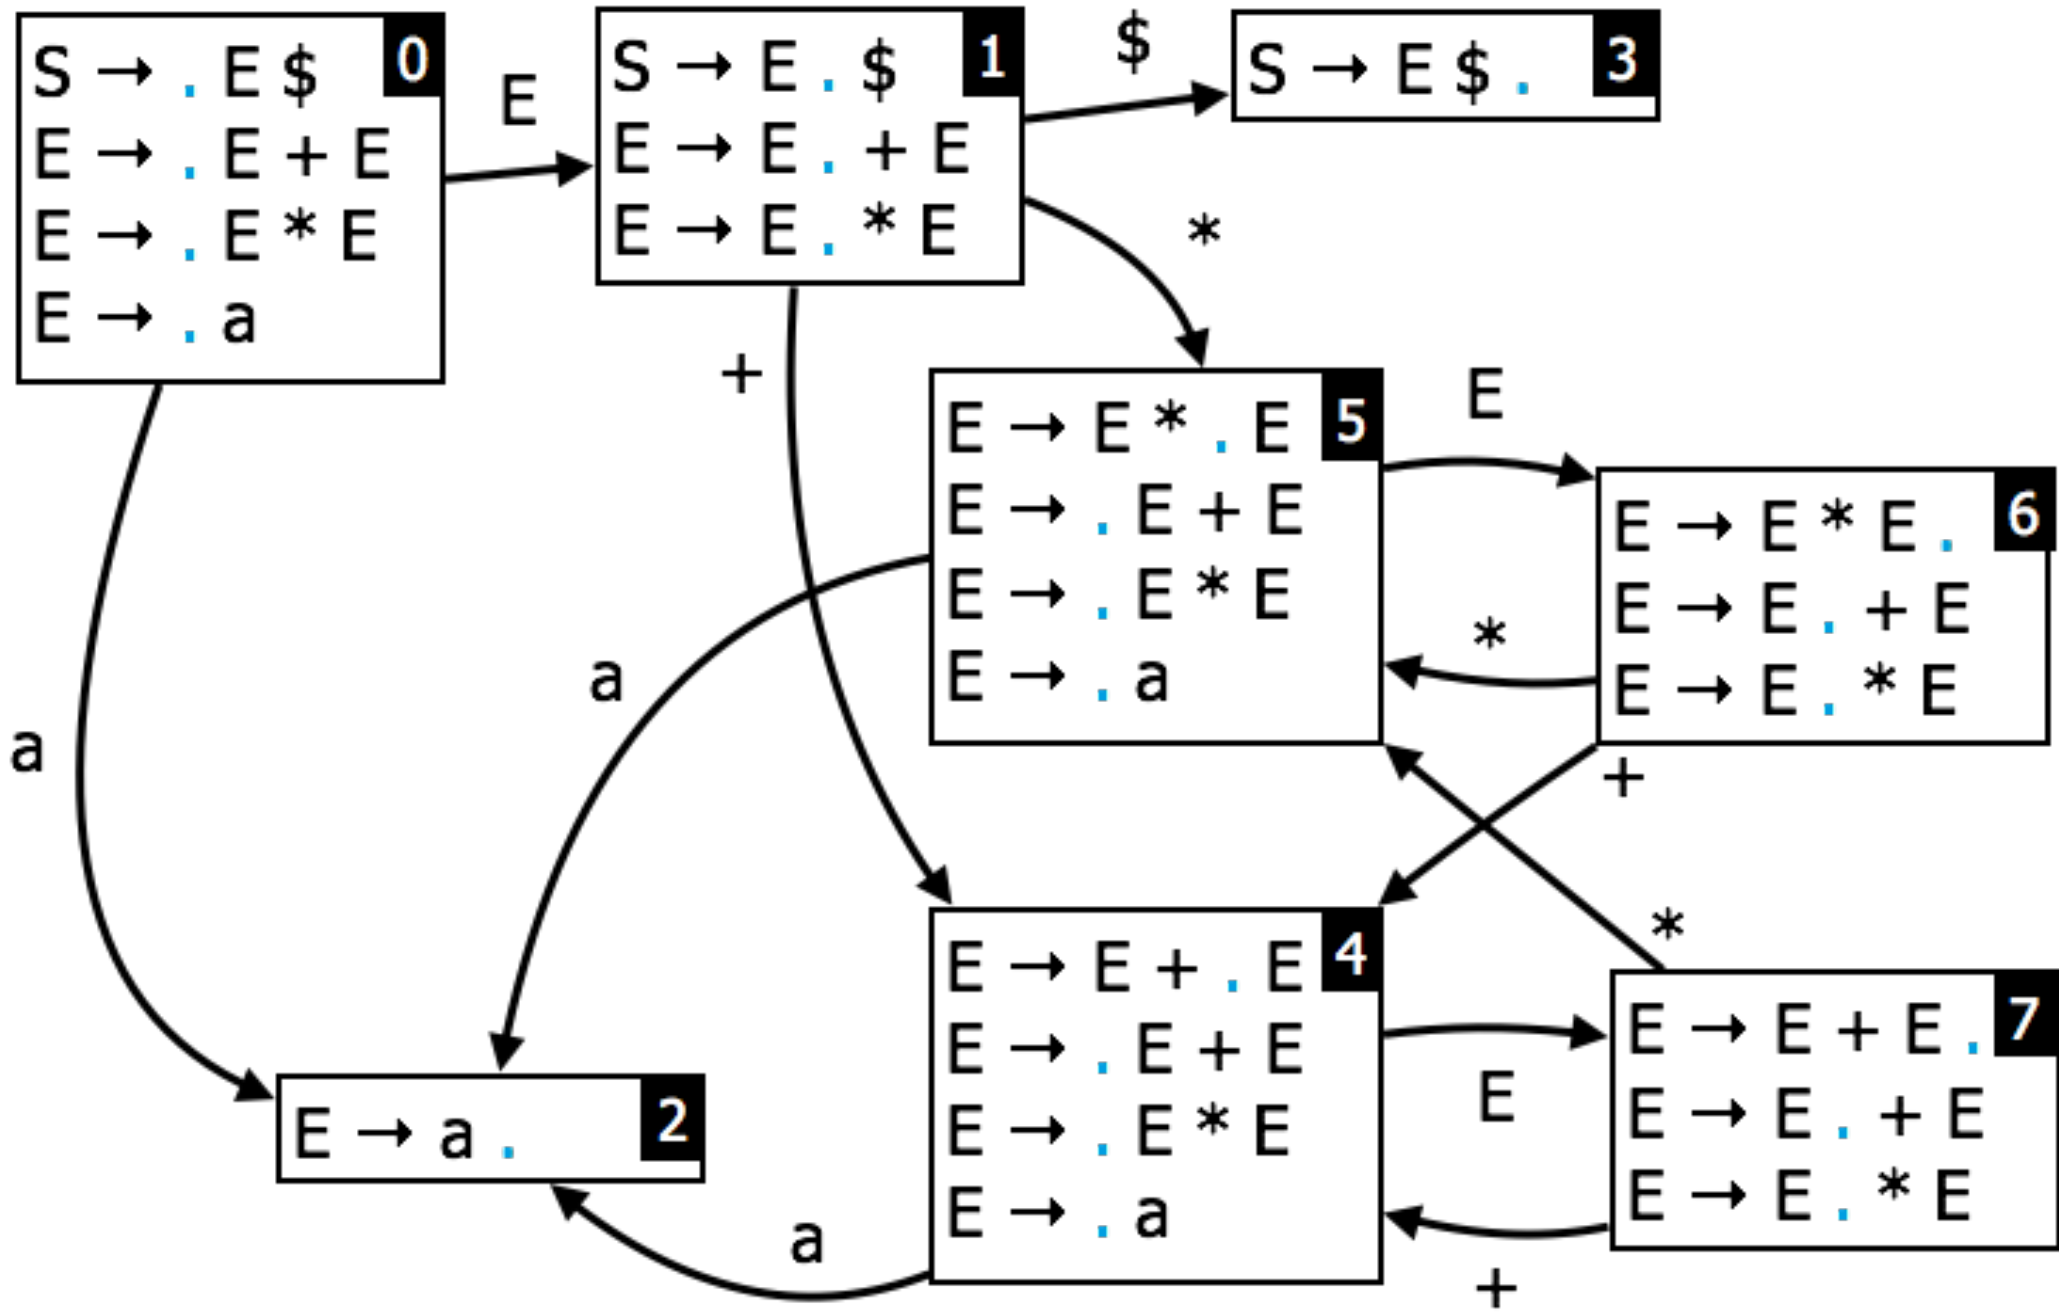 0
S → . E $
E → . E + E
E → . E * E
E → . a
E
1
S → E . $
E → E . + E
E → E . * E
$
3
S → E $ .
*
+
5
E → E * . E
E → . E + E
E → . E * E
E → . a
E
6
E → E * E .
E → E . + E
E → E . * E
*
+
a
a
4
E → E + . E
E → . E + E
E → . E * E
E → . a
*
E
7
E → E + E .
E → E . + E
E → E . * E
2
E → a .
a
+